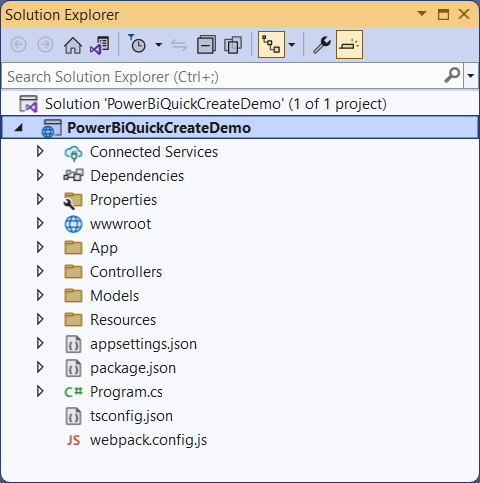 Solution Explorer
Search Solution Explorer (Ctrl+;)
Solution 'PowerBiQuickCreateDemo' (1 of 1 project)
PowerBiQuickCreateDemo
Connected Services
Dependencies
Properties
wwwroot
App
Controllers
Models
Resources
appsettings.json
package.json
C# Program.cs
tsconfig.json
JS webpack.config.js